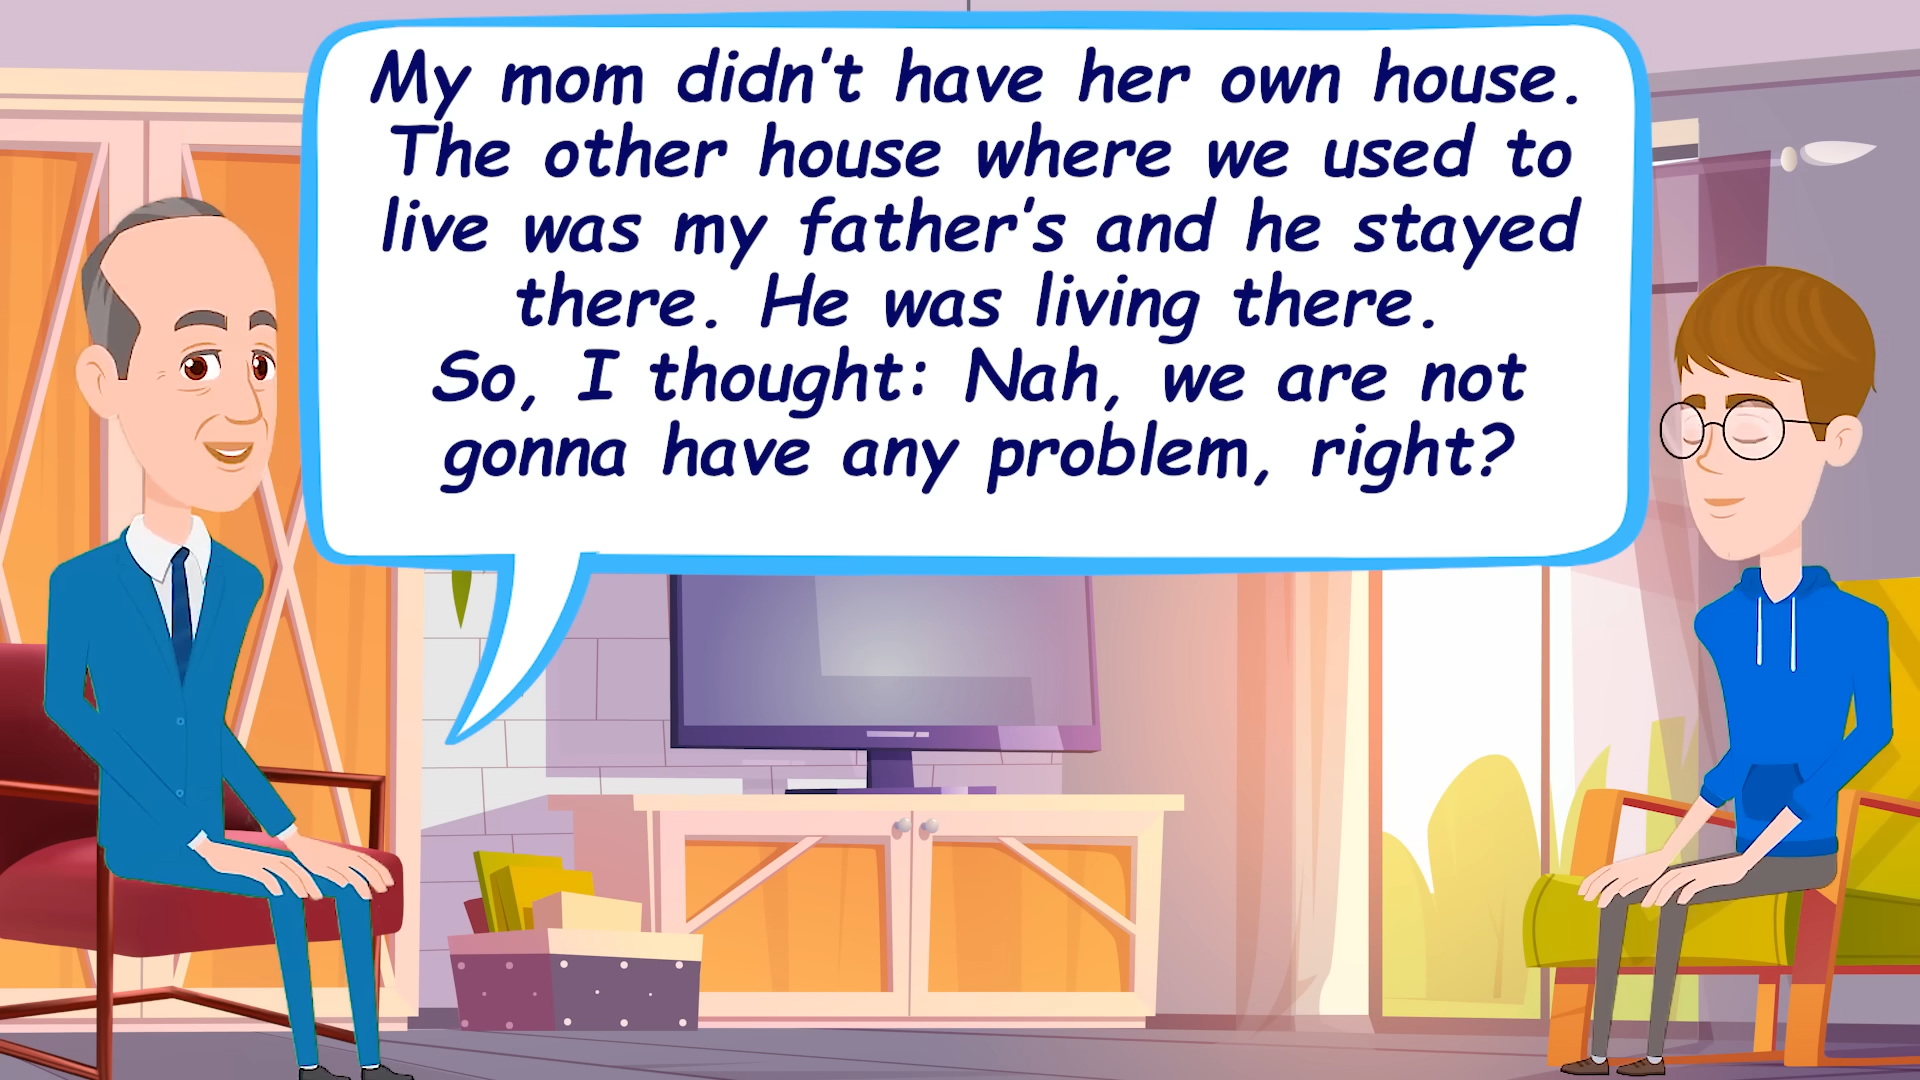 My mom didn't have her own house.
The other house where we used to
live was my father's and he stayed
there. He was living there.
So, I thought: Nah, we are not
gonna have any problem, right?